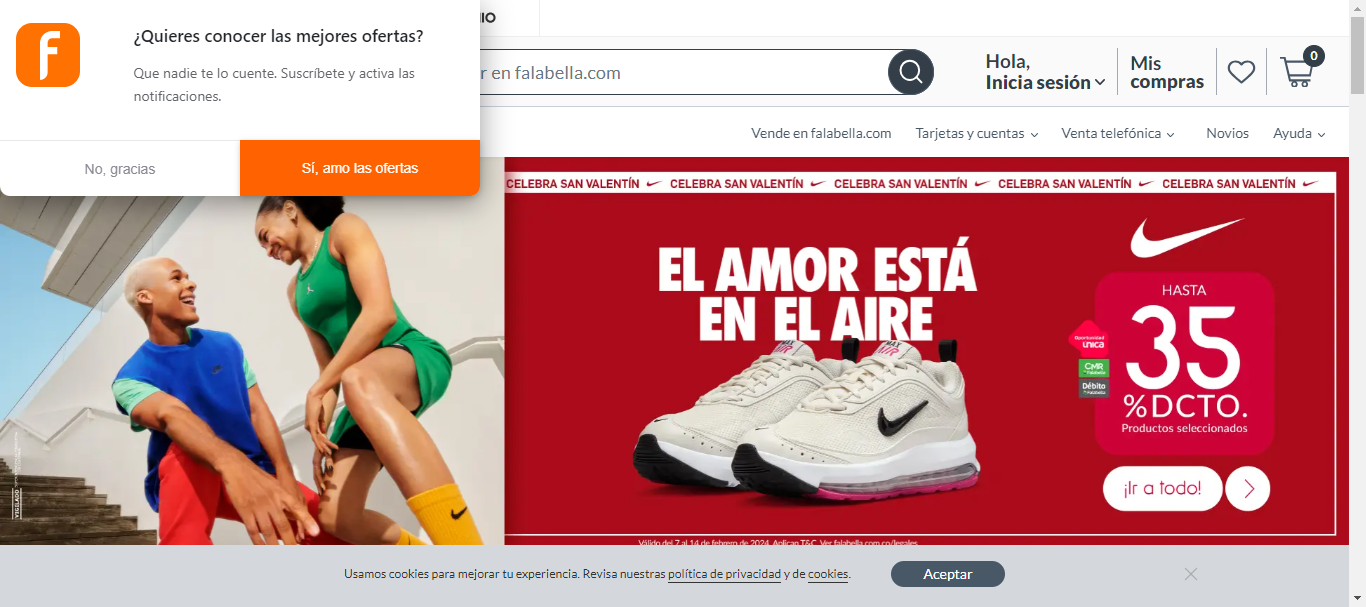 ¿Quieres conocer las mejores ofertas?
Que nadie te lo cuente. Suscríbete y activa las
notificaciones.
No, gracias
Sí, amo las ofertas
IO
r en falabella.com
Hola,
Inicia sesión
Mis
compras
0
Vende en falabella.com
Tarjetas y cuentas
Venta telefónica
Novios
Ayuda
CELEBRA SAN VALENTÍN CELEBRA SAN VALENTÍN CELEBRA SAN VALENTÍN CELEBRA SAN VALENTÍN CELEBRA SAN VALENTÍN
EL AMOR ESTÁ
EN EL AIRE
MAX
AIR
MAX
AIR
HASTA
35
%DCTO.
Productos seleccionados
Oportunidad
única
CMR
Débito
¡Ir a todo!
VIGILADO
Válido del 7 al 14 de febrero de 2024. Aplican T&C. Ver falabella.com.co/legales
Usamos cookies para mejorar tu experiencia. Revisa nuestras política de privacidad y de cookies.
Aceptar